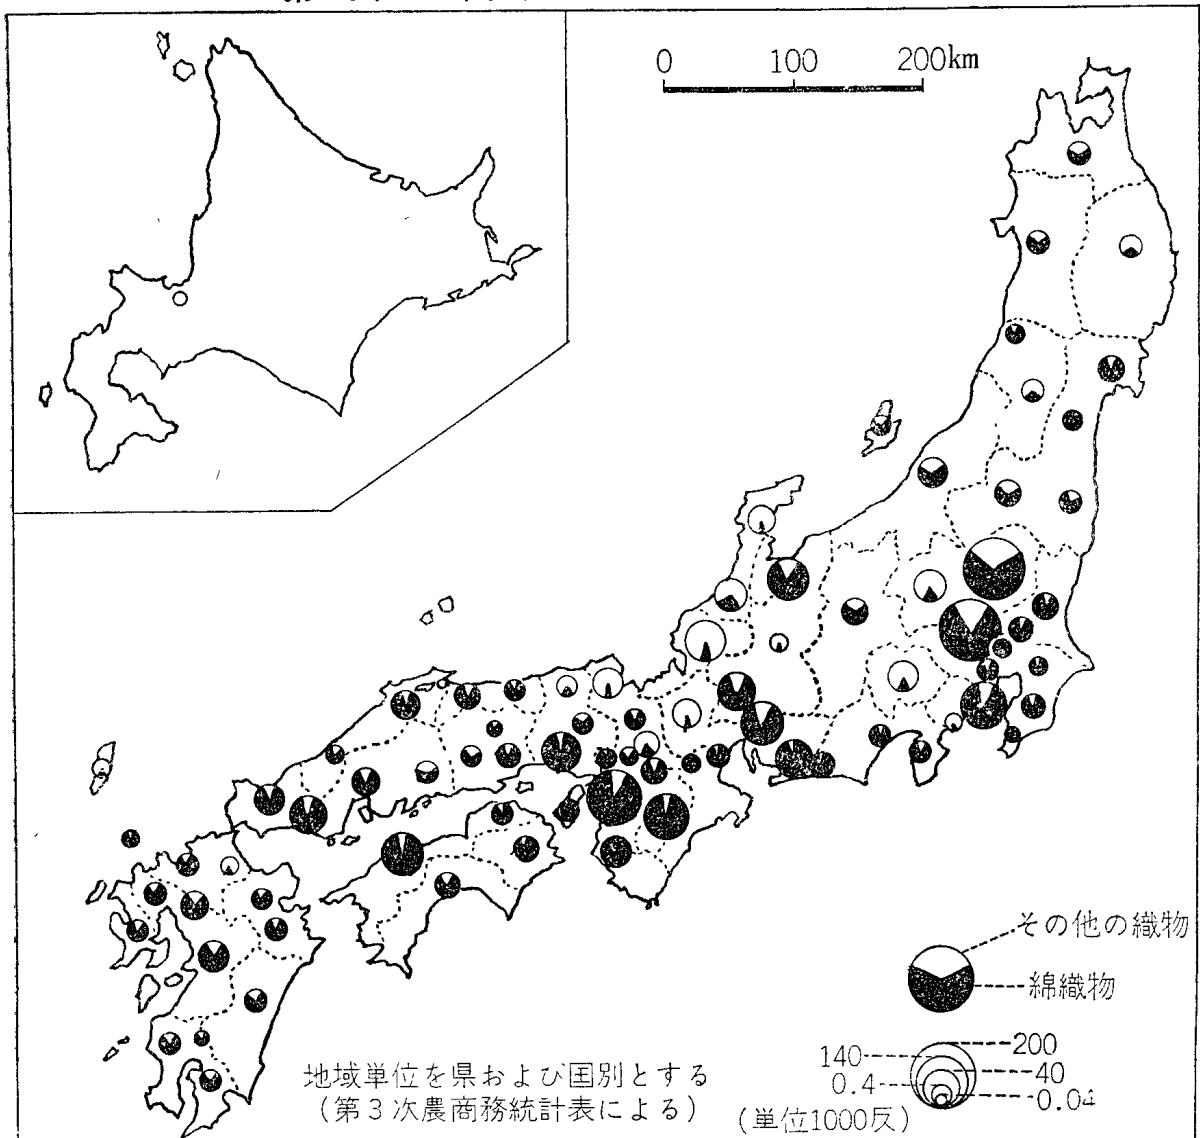 0 100 200km
その他の織物
綿織物
200
140
40
0.4
0.04
(単位1000反)
地域単位を県および国別とする
(第3次農商務統計表による)